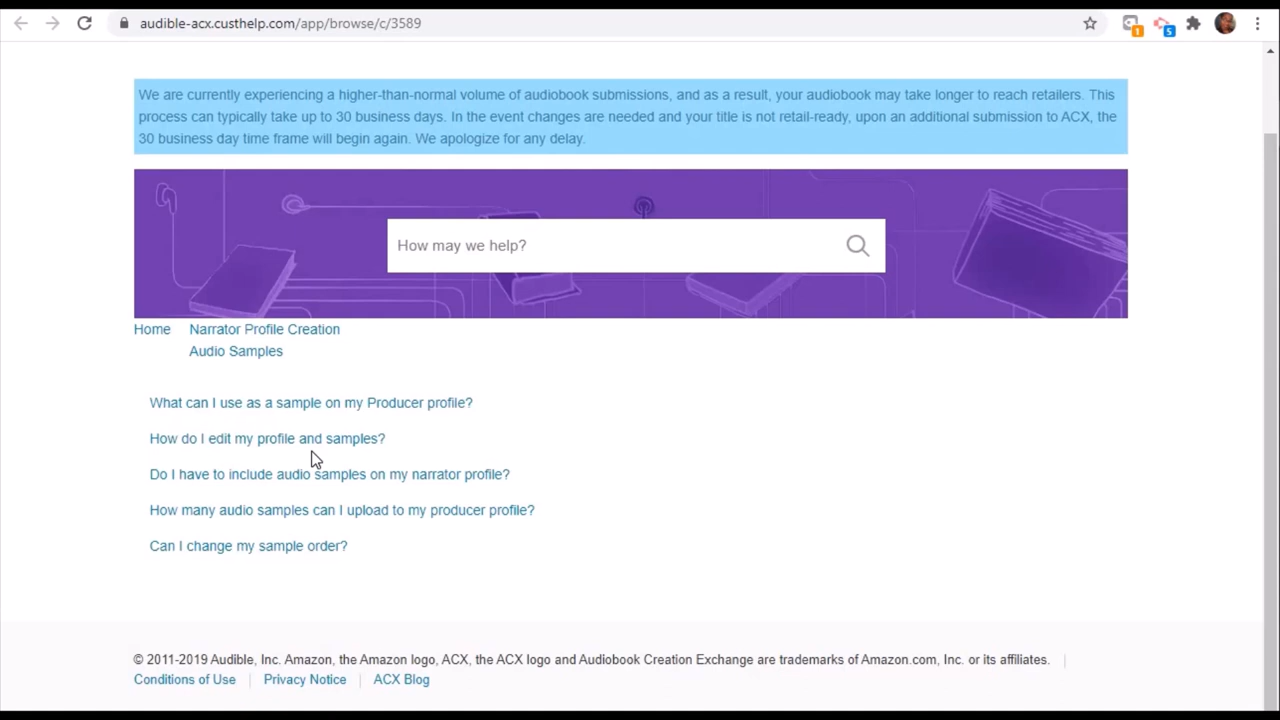 audible-acx.custhelp.com/app/browse/c/3589
1
5
We are currently experiencing a higher-than-normal volume of audiobook submissions, and as a result, your audiobook may take longer to reach retailers. This
process can typically take up to 30 business days. In the event changes are needed and your title is not retail-ready, upon an additional submission to ACX, the
30 business day time frame will begin again. We apologize for any delay.
How may we help?
Home Narrator Profile Creation
Audio Samples
What can I use as a sample on my Producer profile?
How do I edit my profile and samples?
Do I have to include audio samples on my narrator profile?
How many audio samples can I upload to my producer profile?
Can I change my sample order?
© 2011-2019 Audible, Inc. Amazon, the Amazon logo, ACX, the ACX logo and Audiobook Creation Exchange are trademarks of Amazon.com, Inc. or its affiliates.
Conditions of Use | Privacy Notice | ACX Blog